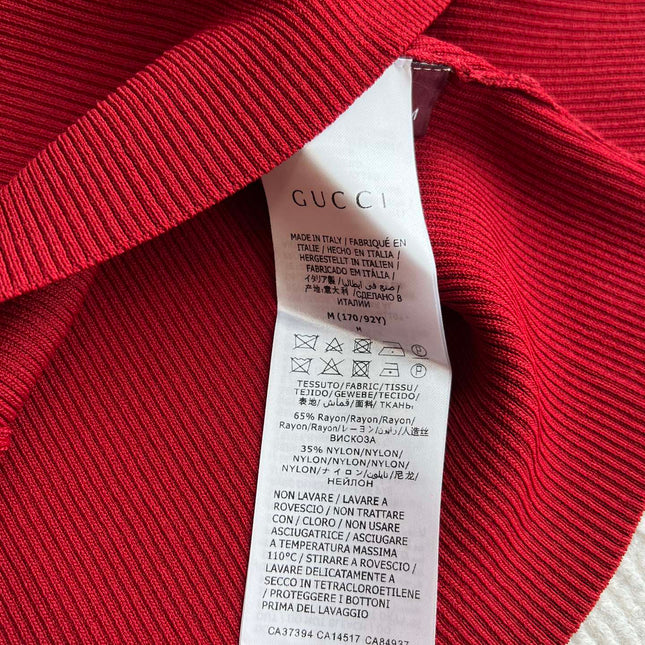 M
GUCCI
MADE IN ITALY / FABRIQUÉ EN
ITALIE / HECHO EN ITALIA /
HERGESTELLT IN ITALIEN /
FABRICADO EM ITÁLIA /
イタリア製 / صنع في ايطاليا /
产地:意大利 / СДЕЛАНО В
ИТАЛИИ
M (170/92Y)
M
TESSUTO/FABRIC/TISSU/
TEJIDO/GEWEBE/TECIDO/
表地/قماش/面料/ ТКАНЬ
65% Rayon/Rayon/Rayon/
Rayon/Rayon/レーヨン/رايون/人造丝
ВИСКОЗА
35% NYLON/NYLON/
NYLON/NYLON/NYLON/
NYLON/ナイロン/نايلون/尼龙/
НЕЙЛОН
NON LAVARE / LAVARE A
ROVESCIO / NON TRATTARE
CON / CLORO / NON USARE
ASCIUGATRICE / ASCIUGARE
A TEMPERATURA MASSIMA
110°C / STIRARE A ROVESCIO /
LAVARE DELICATAMENTE A
SECCO IN TETRACLOROETILENE
/ PROTEGGERE I BOTTONI
PRIMA DEL LAVAGGIO
CA37394 CA14517 CA84937